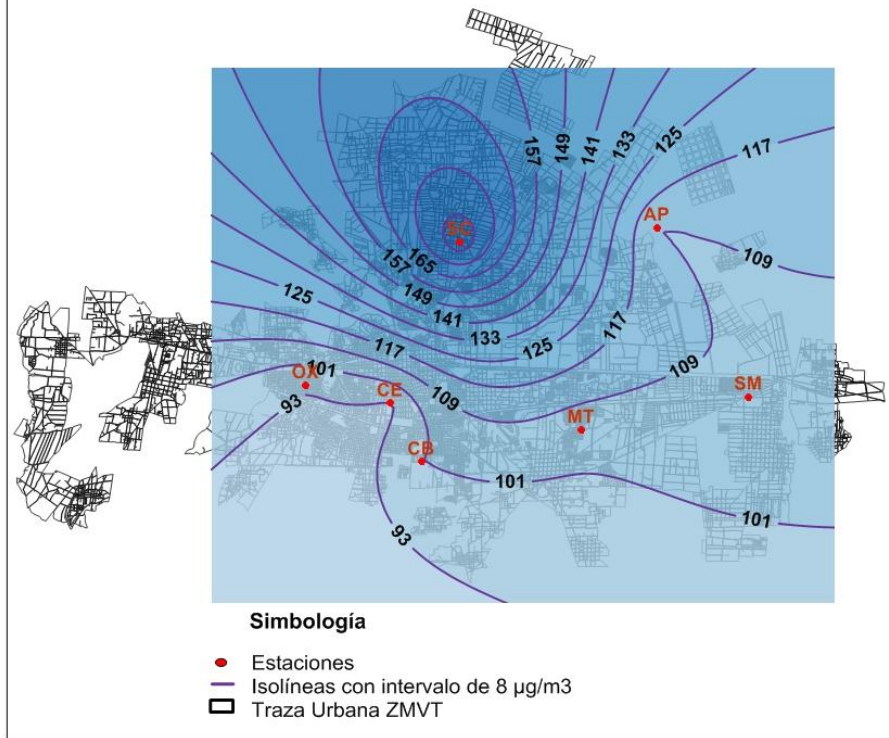 157
149
141
133
125
117
AP
SC
109
165
157
149
125
141
133
117
125
117
101
OX
CE
109
109
SM
93
MT
CB
101
101
93
Simbología
Estaciones
Isolíneas con intervalo de 8 µg/m3
Traza Urbana ZMVT